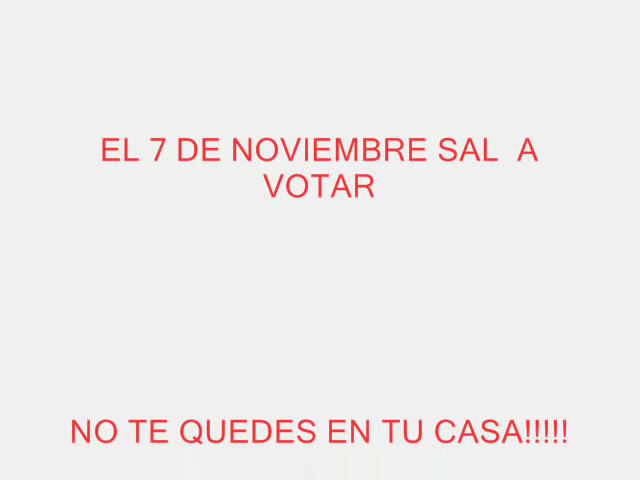 EL 7 DE NOVIEMBRE SAL  A
VOTAR
NO TE QUEDES EN TU CASA!!!!!